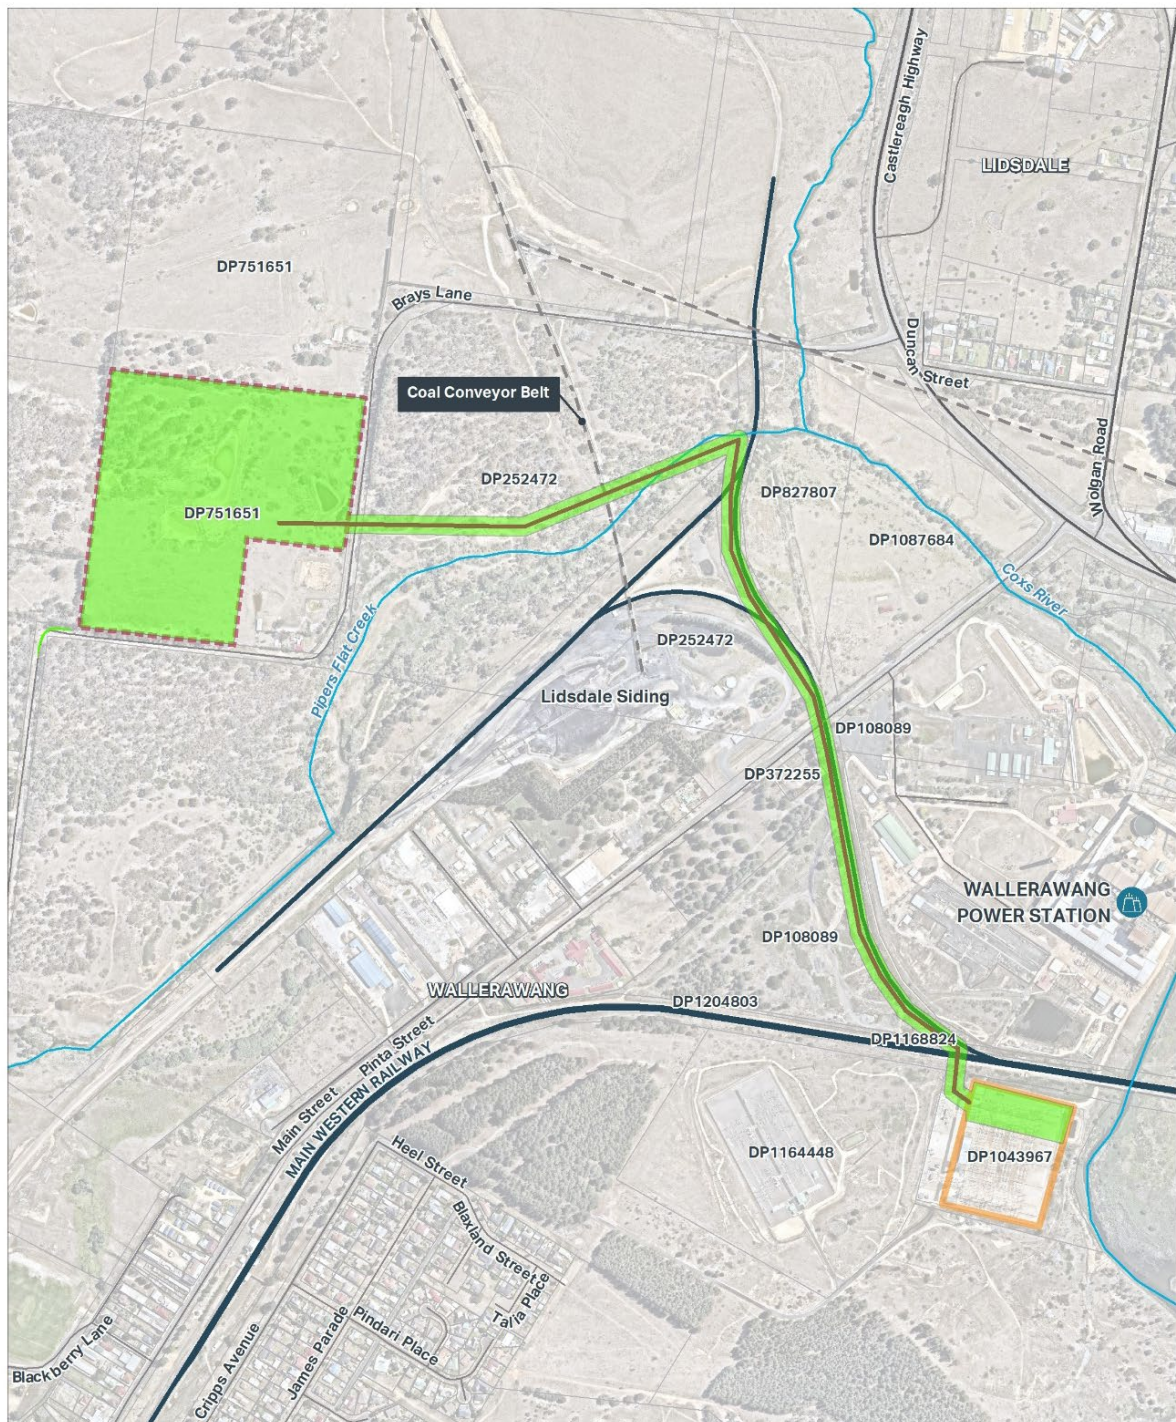 Castlereagh Highway
LIDSDALE
DP751651
Brays Lane
Duncan Street
Coal Conveyor Belt
Wolgan Road
DP252472
DP827807
DP751651
DP1087684
Coxs River
Pipers Flat Creek
DP252472
Lidsdale Siding
DP108089
DP372255
WALLERAWANG
POWER STATION
DP108089
WALLERAWANG
DP1204803
Pinta Street
DP1168824
MAIN WESTERN RAILWAY
Main Street
Heel Street
DP1164448
DP1043967
Blaxland Street
Talia Place
Pindari Place
James Parade
Cripps Avenue
Blackberry Lane